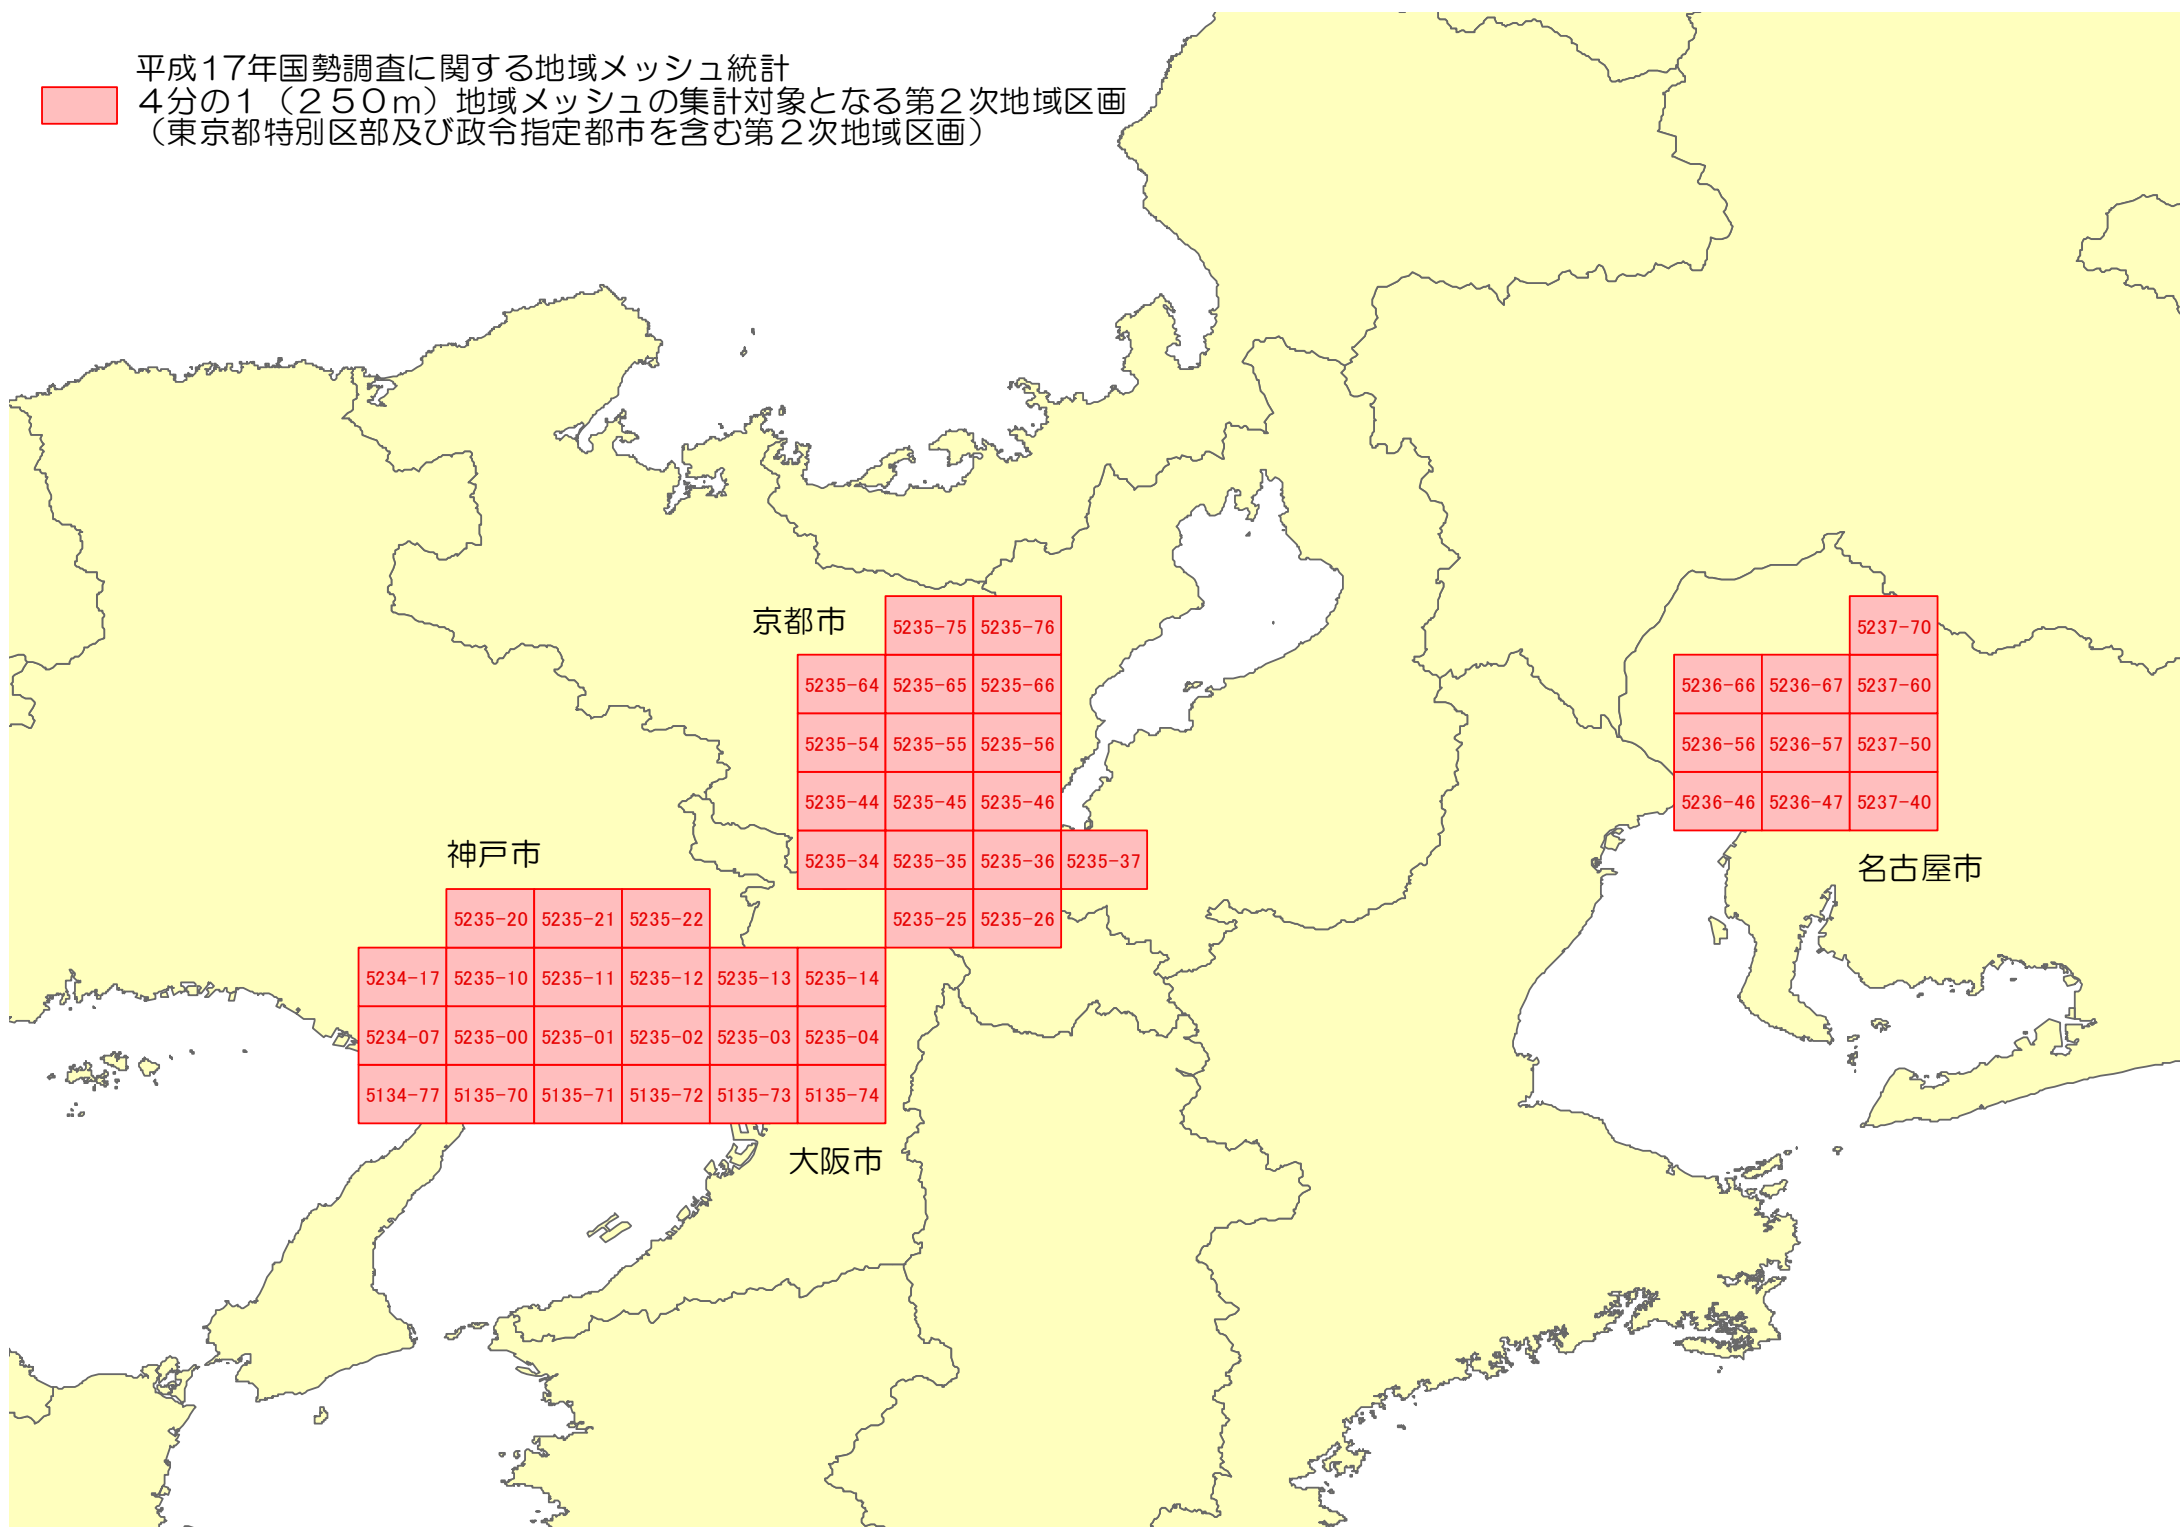 平成17年国勢調査に関する地域メッシュ統計
4分の1（250m）地域メッシュの集計対象となる第2次地域区画
（東京都特別区部及び政令指定都市を含む第2次地域区画）
京都市
5235-75 5235-76
5237-70
5235-64 5235-65 5235-66
5236-66 5236-67 5237-60
5235-54 5235-55 5235-56
5236-56 5236-57 5237-50
5235-44 5235-45 5235-46
5236-46 5236-47 5237-40
神戸市
5235-34 5235-35 5235-36 5235-37
名古屋市
5235-20 5235-21 5235-22
5235-25 5235-26
5234-17 5235-10 5235-11 5235-12 5235-13 5235-14
5234-07 5235-00 5235-01 5235-02 5235-03 5235-04
5134-77 5135-70 5135-71 5135-72 5135-73 5135-74
大阪市